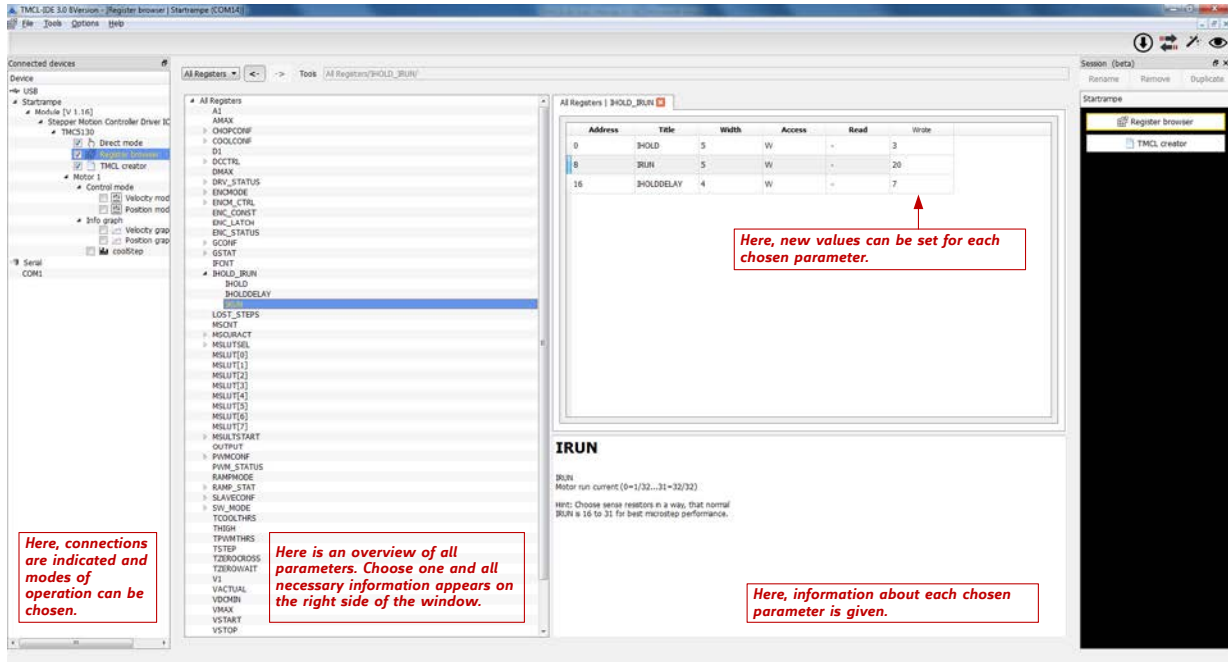 TMCL-IDE 3.0 BVersion - [Register browser | Startrampe (COM14)]
File Tools Options Help
Connected devices
Device
USB
Startrampe
Module [V 1.16]
Stepper Motion Controller Driver IC
TMC5130
Direct mode
Register browser
TMCL creator
Motor 1
Control mode
Velocity mod
Position mod
Info graph
Velocity grap
Position grap
coolStep
Serial
COM1
Here, connections
are indicated and
modes of
operation can be
chosen.
All Registers <- -> Tools All Registers/IHOLD_IRUN/
All Registers
A1
AMAX
CHOPCONF
COOLCONF
D1
DCCTRL
DMAX
DRV_STATUS
ENCMODE
ENCM_CTRL
ENC_CONST
ENC_LATCH
ENC_STATUS
GCONF
GSTAT
IFCNT
IHOLD_IRUN
IHOLD
IHOLDDELAY
IRUN
LOST_STEPS
MSCNT
MSCURACT
MSLUTSEL
MSLUT[0]
MSLUT[1]
MSLUT[2]
MSLUT[3]
MSLUT[4]
MSLUT[5]
MSLUT[6]
MSLUT[7]
MSULTSTART
OUTPUT
PWMCONF
PWM_STATUS
RAMPMODE
RAMP_STAT
SLAVECONF
SW_MODE
TCOOLTHRS
THIGH
TPWMTHRS
TSTEP
TZEROCROSS
TZEROWAIT
V1
VACTUAL
VDCMIN
VMAX
VSTART
VSTOP
Here is an overview of all
parameters. Choose one and all
necessary information appears on
the right side of the window.
All Registers | IHOLD_IRUN
Address Title Width Access Read Wrote
0 IHOLD 5 W - 3
8 IRUN 5 W - 20
16 IHOLDDELAY 4 W - 7
Here, new values can be set for each
chosen parameter.
IRUN
IRUN
Motor run current (0=1/32...31=32/32)
Hint: Choose sense resistors in a way, that normal
IRUN is 16 to 31 for best microstep performance.
Here, information about each chosen
parameter is given.
Session (beta)
Rename Remove Duplicate
Startrampe
Register browser
TMCL creator